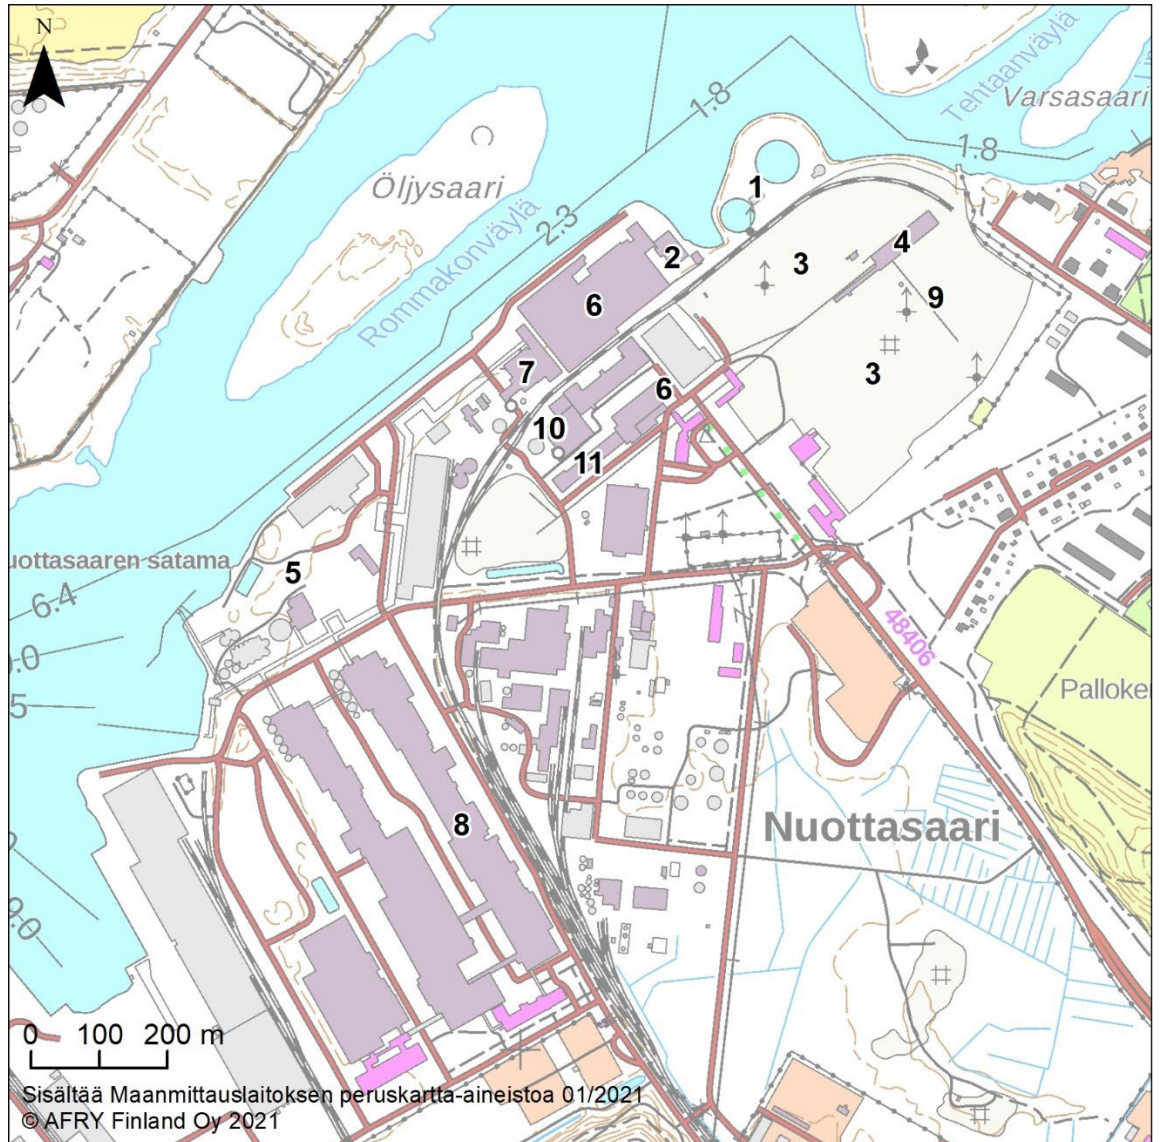 N
Tehtaanväylä
Varsasaari
1.8
1.8
Öljysaari
Rommakonväylä
2.3
1
2
3
4
9
3
6
7
6
10
11
uottasaaren satama
6.4
5
48406
Palloke
8
Nuottasaari
0 100 200 m
Sisältää Maanmittauslaitoksen peruskartta-aineistoa 01/2021
© AFRY Finland Oy 2021